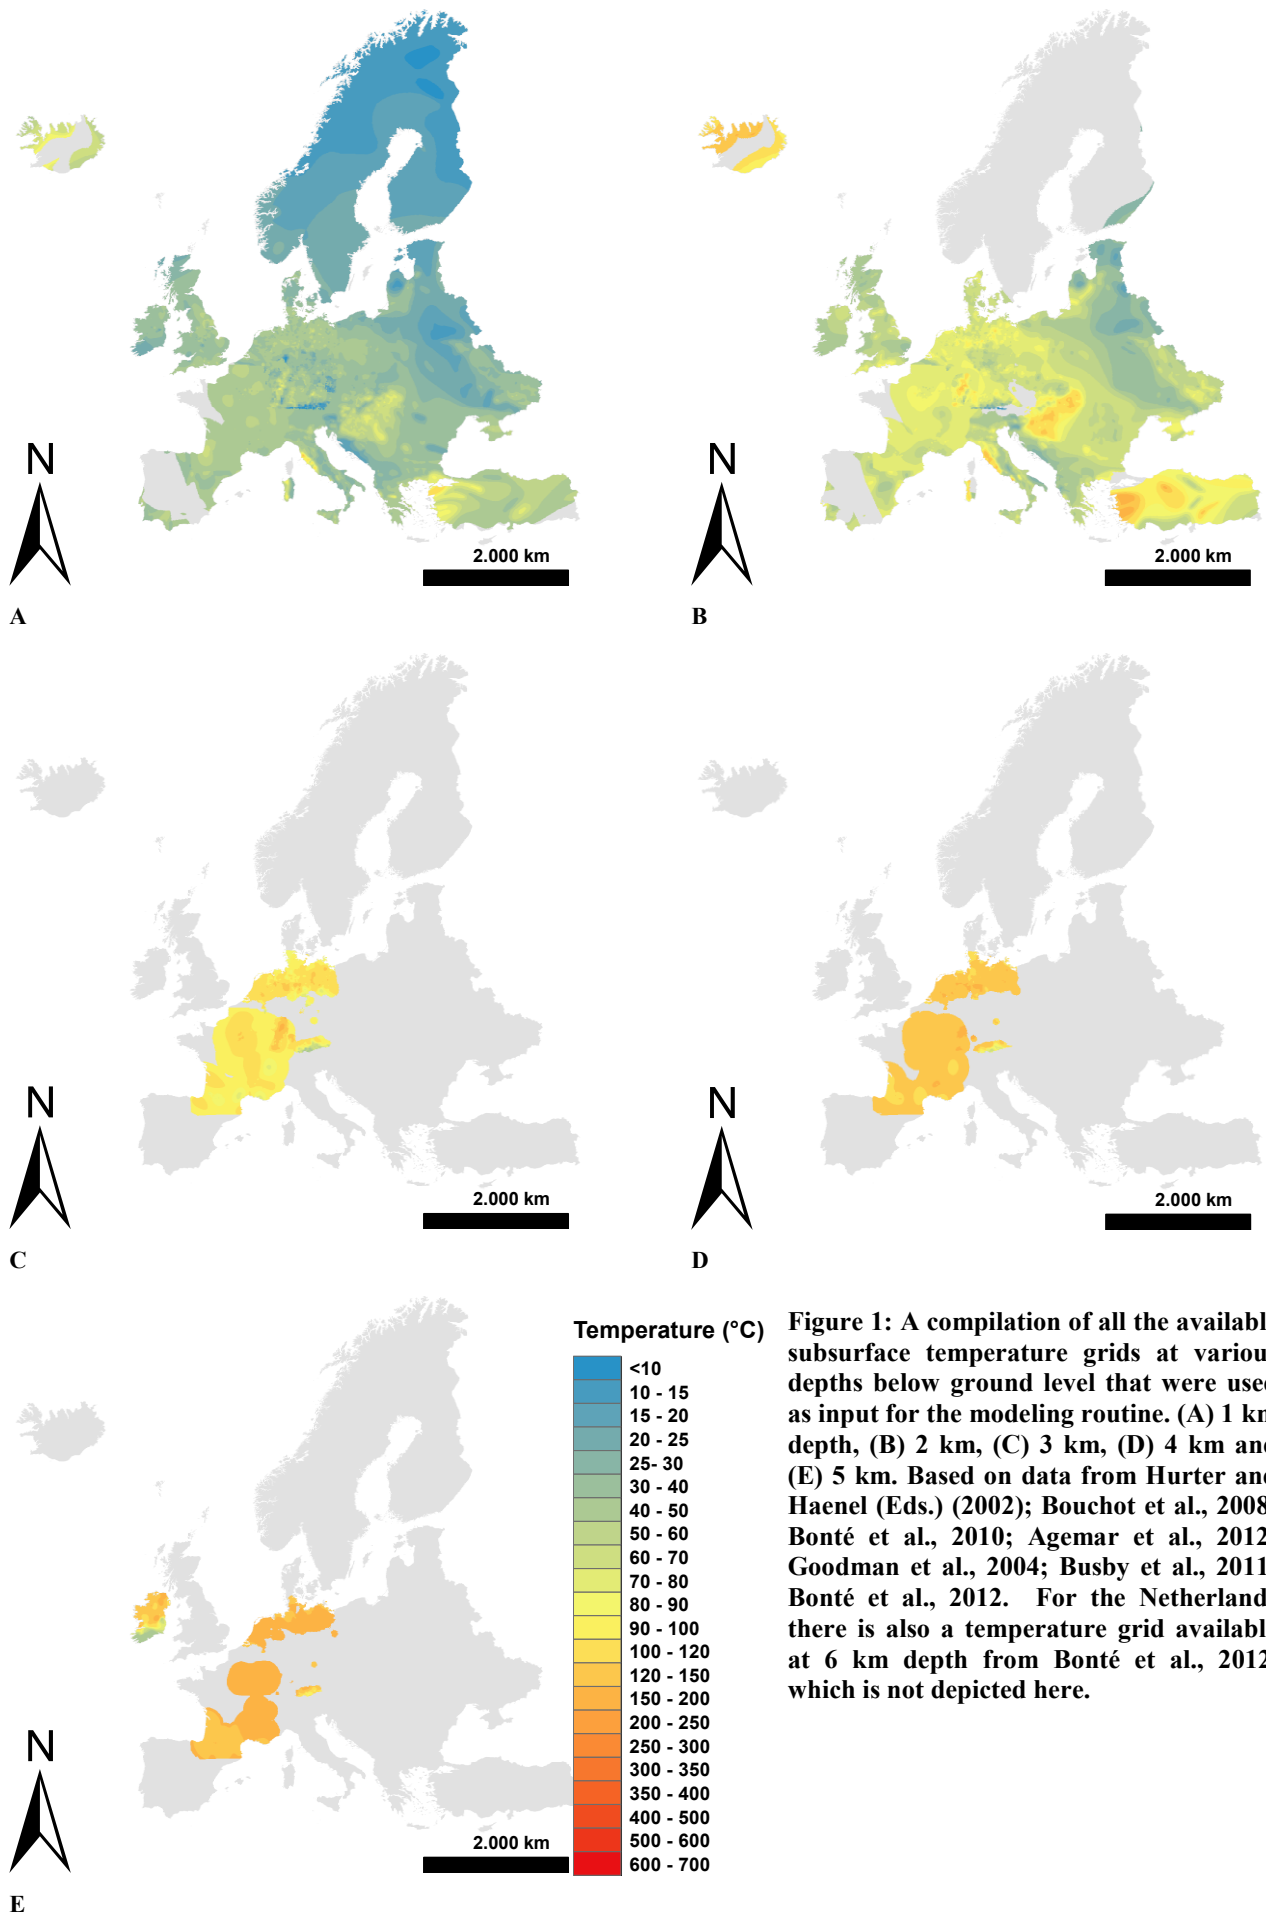 N
2.000 km
A
N
2.000 km
B
N
2.000 km
C
N
2.000 km
D
N
2.000 km
E
Temperature (°C)
<10
10 - 15
15 - 20
20 - 25
25- 30
30 - 40
40 - 50
50 - 60
60 - 70
70 - 80
80 - 90
90 - 100
100 - 120
120 - 150
150 - 200
200 - 250
250 - 300
300 - 350
350 - 400
400 - 500
500 - 600
600 - 700
Figure 1: A compilation of all the availabl
subsurface temperature grids at variou
depths below ground level that were use
as input for the modeling routine. (A) 1 km
depth, (B) 2 km, (C) 3 km, (D) 4 km and
(E) 5 km. Based on data from Hurter and
Haenel (Eds.) (2002); Bouchot et al., 2008
Bonté et al., 2010; Agemar et al., 2012
Goodman et al., 2004; Busby et al., 2011
Bonté et al., 2012. For the Netherland
there is also a temperature grid availabl
at 6 km depth from Bonté et al., 2012
which is not depicted here.